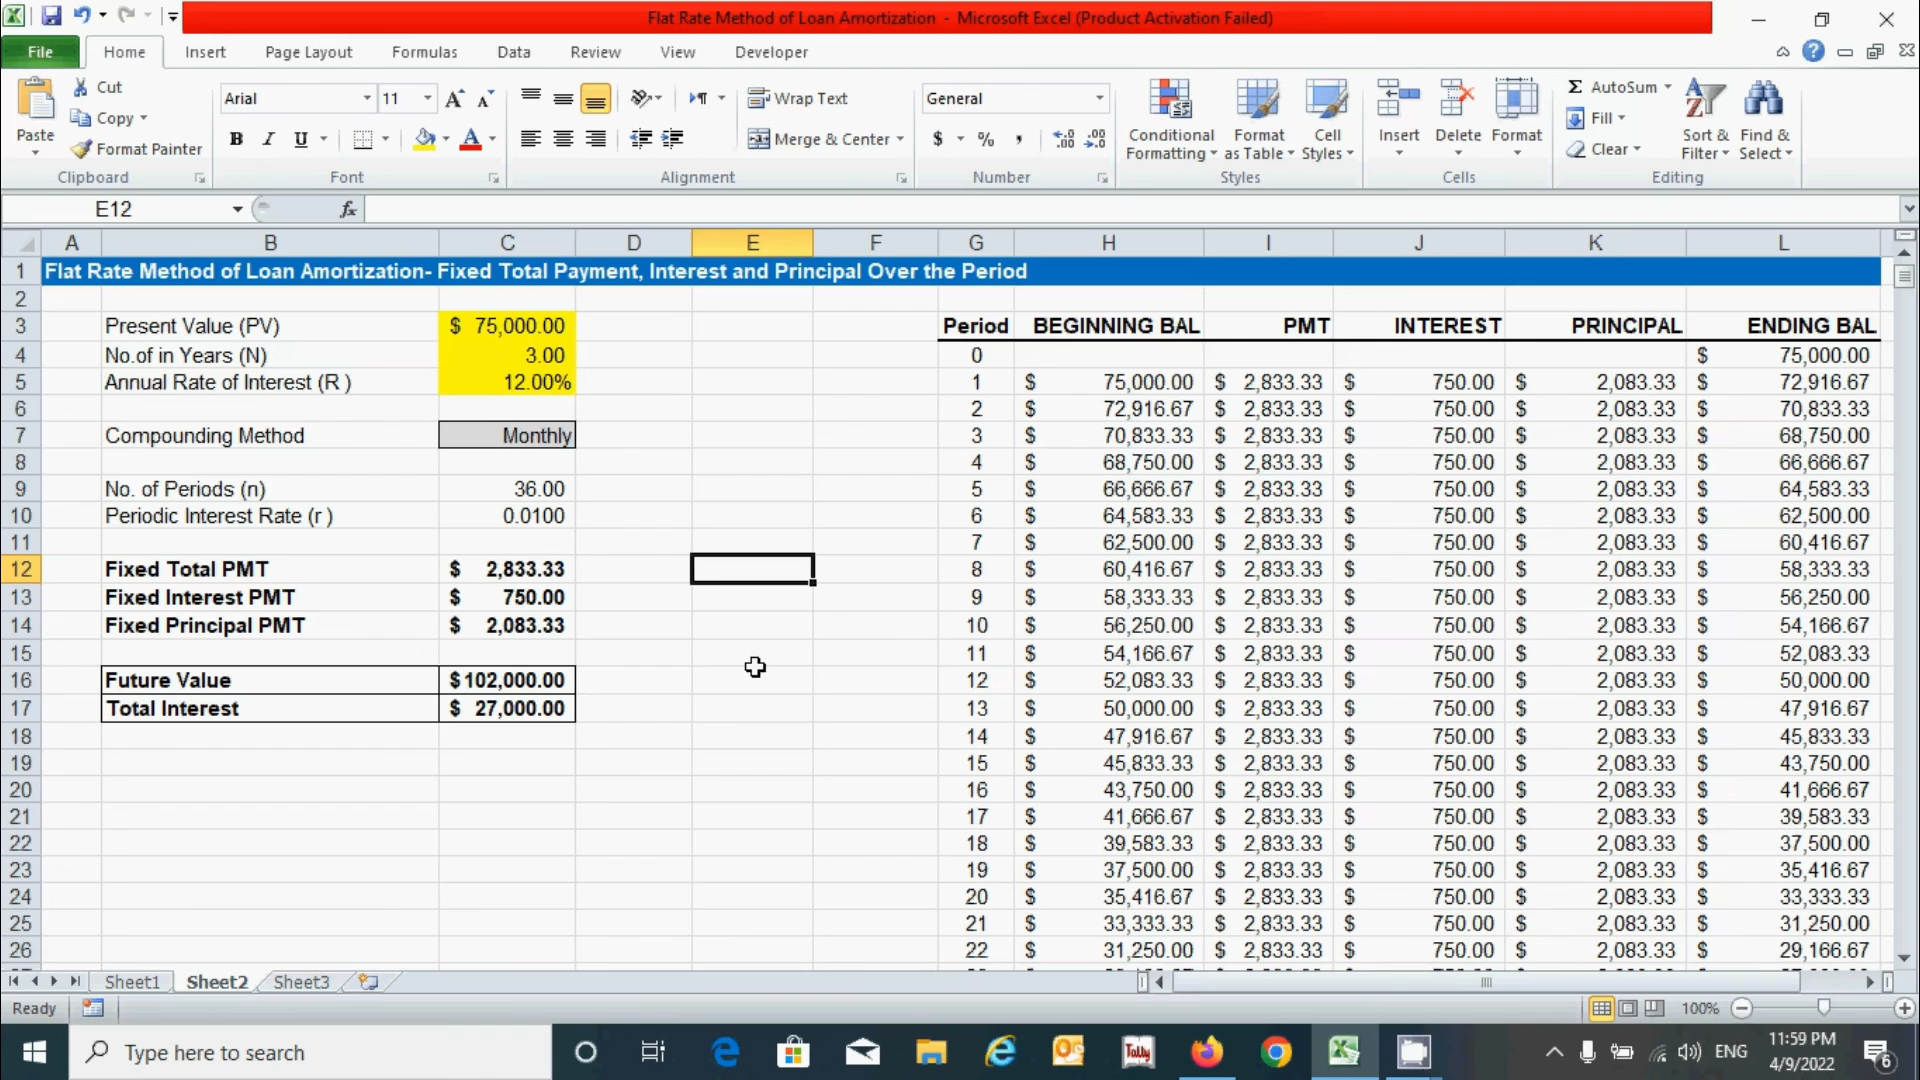 Flat Rate Method of Loan Amortization - Microsoft Excel (Product Activation Failed)
File Home Insert Page Layout Formulas Data Review View Developer
Paste
Cut
Copy
Format Painter
Clipboard
Arial 11
B I U
Font
Wrap Text
Merge & Center
Alignment
General
$ % ,
Number
Conditional Formatting
Format as Table
Cell Styles
Styles
Insert Delete Format
Cells
Σ AutoSum
Fill
Clear
Sort & Filter
Find & Select
Editing
E12 fx
A B C D E F G H I J K L
1 Flat Rate Method of Loan Amortization- Fixed Total Payment, Interest and Principal Over the Period
2
3 Present Value (PV) $ 75,000.00 Period BEGINNING BAL PMT INTEREST PRINCIPAL ENDING BAL
4 No.of in Years (N) 3.00 0 $ 75,000.00
5 Annual Rate of Interest (R ) 12.00% 1 $ 75,000.00 $ 2,833.33 $ 750.00 $ 2,083.33 $ 72,916.67
6 2 $ 72,916.67 $ 2,833.33 $ 750.00 $ 2,083.33 $ 70,833.33
7 Compounding Method Monthly 3 $ 70,833.33 $ 2,833.33 $ 750.00 $ 2,083.33 $ 68,750.00
8 4 $ 68,750.00 $ 2,833.33 $ 750.00 $ 2,083.33 $ 66,666.67
9 No. of Periods (n) 36.00 5 $ 66,666.67 $ 2,833.33 $ 750.00 $ 2,083.33 $ 64,583.33
10 Periodic Interest Rate (r ) 0.0100 6 $ 64,583.33 $ 2,833.33 $ 750.00 $ 2,083.33 $ 62,500.00
11 7 $ 62,500.00 $ 2,833.33 $ 750.00 $ 2,083.33 $ 60,416.67
12 Fixed Total PMT $ 2,833.33 8 $ 60,416.67 $ 2,833.33 $ 750.00 $ 2,083.33 $ 58,333.33
13 Fixed Interest PMT $ 750.00 9 $ 58,333.33 $ 2,833.33 $ 750.00 $ 2,083.33 $ 56,250.00
14 Fixed Principal PMT $ 2,083.33 10 $ 56,250.00 $ 2,833.33 $ 750.00 $ 2,083.33 $ 54,166.67
15 11 $ 54,166.67 $ 2,833.33 $ 750.00 $ 2,083.33 $ 52,083.33
16 Future Value $102,000.00 12 $ 52,083.33 $ 2,833.33 $ 750.00 $ 2,083.33 $ 50,000.00
17 Total Interest $ 27,000.00 13 $ 50,000.00 $ 2,833.33 $ 750.00 $ 2,083.33 $ 47,916.67
18 14 $ 47,916.67 $ 2,833.33 $ 750.00 $ 2,083.33 $ 45,833.33
19 15 $ 45,833.33 $ 2,833.33 $ 750.00 $ 2,083.33 $ 43,750.00
20 16 $ 43,750.00 $ 2,833.33 $ 750.00 $ 2,083.33 $ 41,666.67
21 17 $ 41,666.67 $ 2,833.33 $ 750.00 $ 2,083.33 $ 39,583.33
22 18 $ 39,583.33 $ 2,833.33 $ 750.00 $ 2,083.33 $ 37,500.00
23 19 $ 37,500.00 $ 2,833.33 $ 750.00 $ 2,083.33 $ 35,416.67
24 20 $ 35,416.67 $ 2,833.33 $ 750.00 $ 2,083.33 $ 33,333.33
25 21 $ 33,333.33 $ 2,833.33 $ 750.00 $ 2,083.33 $ 31,250.00
26 22 $ 31,250.00 $ 2,833.33 $ 750.00 $ 2,083.33 $ 29,166.67
Sheet1 Sheet2 Sheet3
Ready 100%
Type here to search
Tally
ENG
11:59 PM
4/9/2022
6